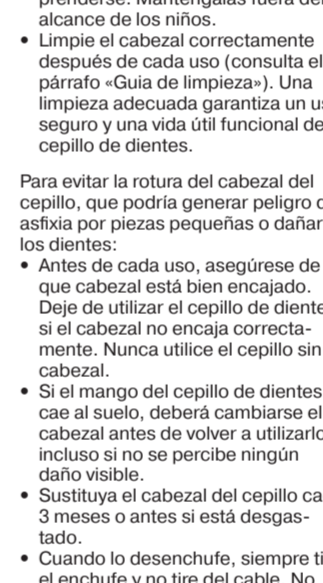 alcance de los niños.
• Limpie el cabezal correctamente
después de cada uso (consulta el
párrafo «Guia de limpieza»). Una
limpieza adecuada garantiza un
seguro y una vida útil funcional de
cepillo de dientes.
Para evitar la rotura del cabezal del
cepillo, que podría generar peligro
asfixia por piezas pequeñas o dañar
los dientes:
• Antes de cada uso, asegúrese de
que cabezal está bien encajado.
Deje de utilizar el cepillo de
si el cabezal no encaja correcta-
mente. Nunca utilice el cepillo sin
cabezal.
• Si el mango del cepillo de dientes
cae al suelo, deberá cambiarse el
cabezal antes de volver a
incluso si no se percibe ningún
daño visible.
• Sustituya el cabezal del cepillo
3 meses o antes si está desgas-
tado.
• Cuando lo desenchufe, siempre
el enchufe y no tire del cable. No